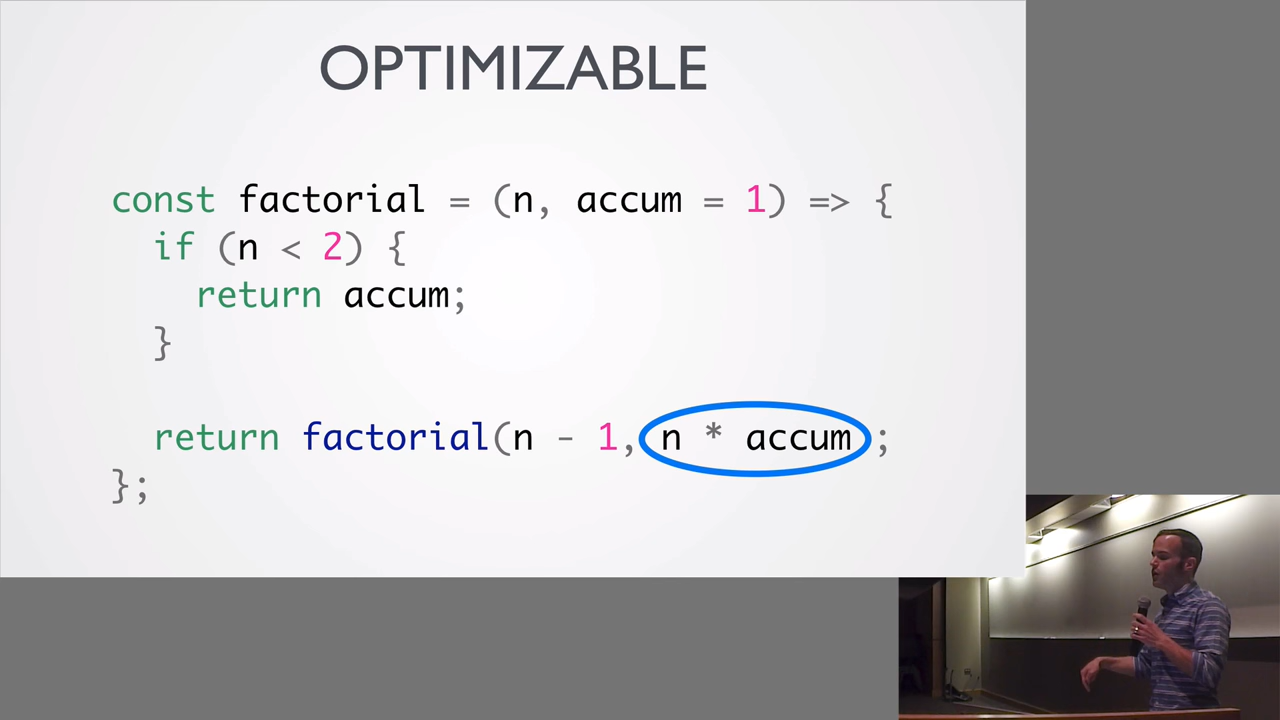 OPTIMIZABLE
const factorial = (n, accum = 1) => {
if (n < 2) {
return accum;
}
return factorial(n - 1, n * accum ;
};